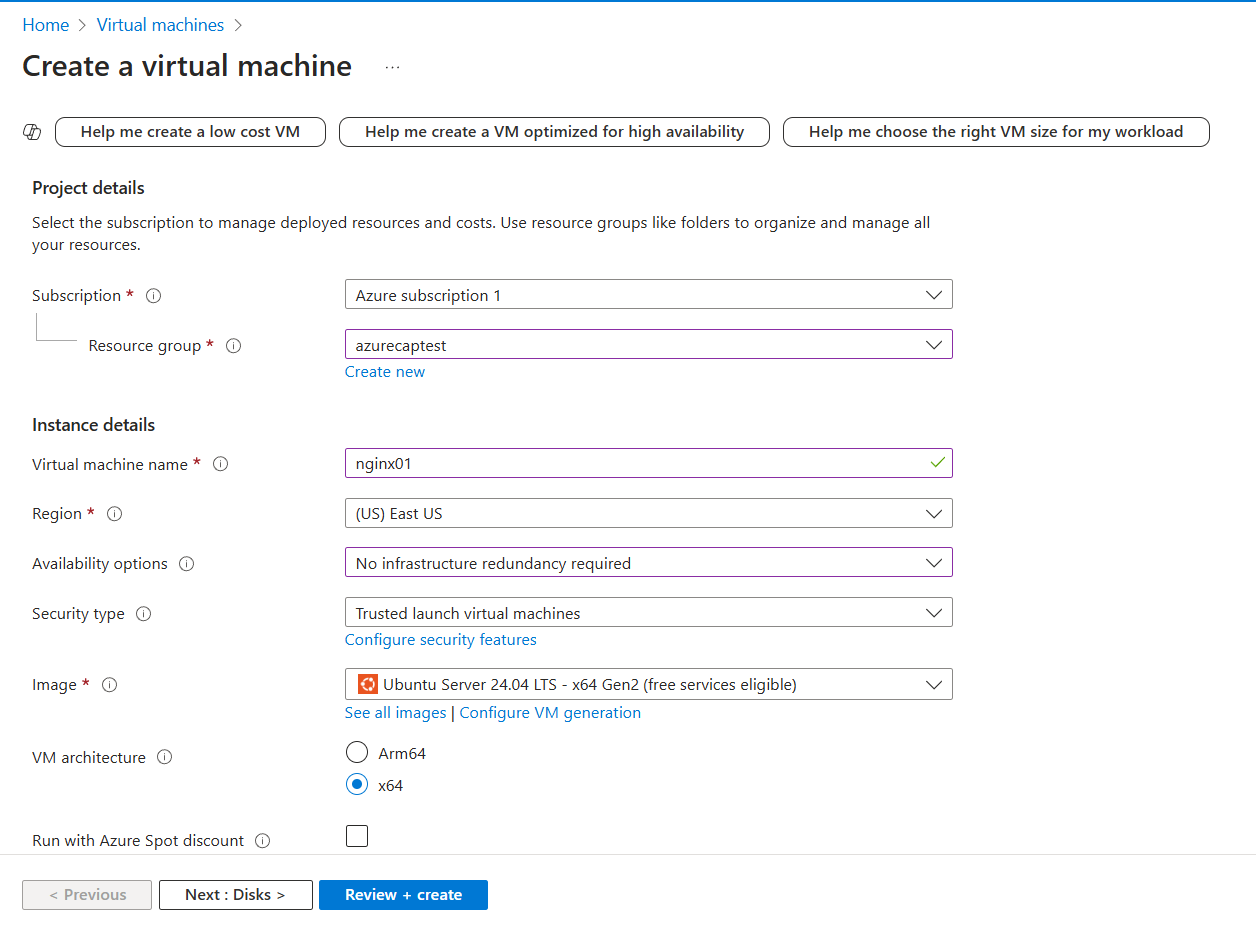 Home > Virtual machines >
Create a virtual machine ...
Help me create a low cost VM
Help me create a VM optimized for high availability
Help me choose the right VM size for my workload
Project details
Select the subscription to manage deployed resources and costs. Use resource groups like folders to organize and manage all
your resources.
Subscription *
Azure subscription 1
Resource group *
azurecaptest
Create new
Instance details
Virtual machine name *
nginx01
Region *
(US) East US
Availability options
No infrastructure redundancy required
Security type
Trusted launch virtual machines
Configure security features
Image *
Ubuntu Server 24.04 LTS - x64 Gen2 (free services eligible)
See all images | Configure VM generation
VM architecture
Arm64
x64
Run with Azure Spot discount
< Previous
Next : Disks >
Review + create